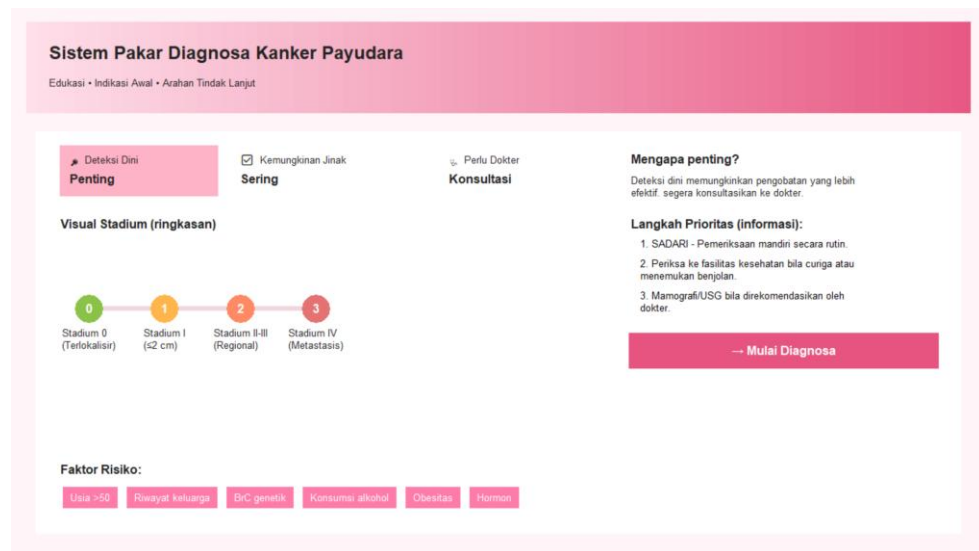 Sistem Pakar Diagnosa Kanker Payudara
Edukasi • Indikasi Awal • Arahan Tindak Lanjut
Deteksi Dini
Penting
Kemungkinan Jinak
Sering
Perlu Dokter
Konsultasi
Visual Stadium (ringkasan)
0
1
2
3
Stadium 0
(Terlokalisir)
Stadium I
(≤2 cm)
Stadium II-III
(Regional)
Stadium IV
(Metastasis)
Faktor Risiko:
Usia >50
Riwayat keluarga
BrC genetik
Konsumsi alkohol
Obesitas
Hormon
Mengapa penting?
Deteksi dini memungkinkan pengobatan yang lebih
efektif. segera konsultasikan ke dokter.
Langkah Prioritas (informasi):
1. SADARI - Pemeriksaan mandiri secara rutin.
2. Periksa ke fasilitas kesehatan bila curiga atau
menemukan benjolan.
3. Mamografi/USG bila direkomendasikan oleh
dokter.
→ Mulai Diagnosa